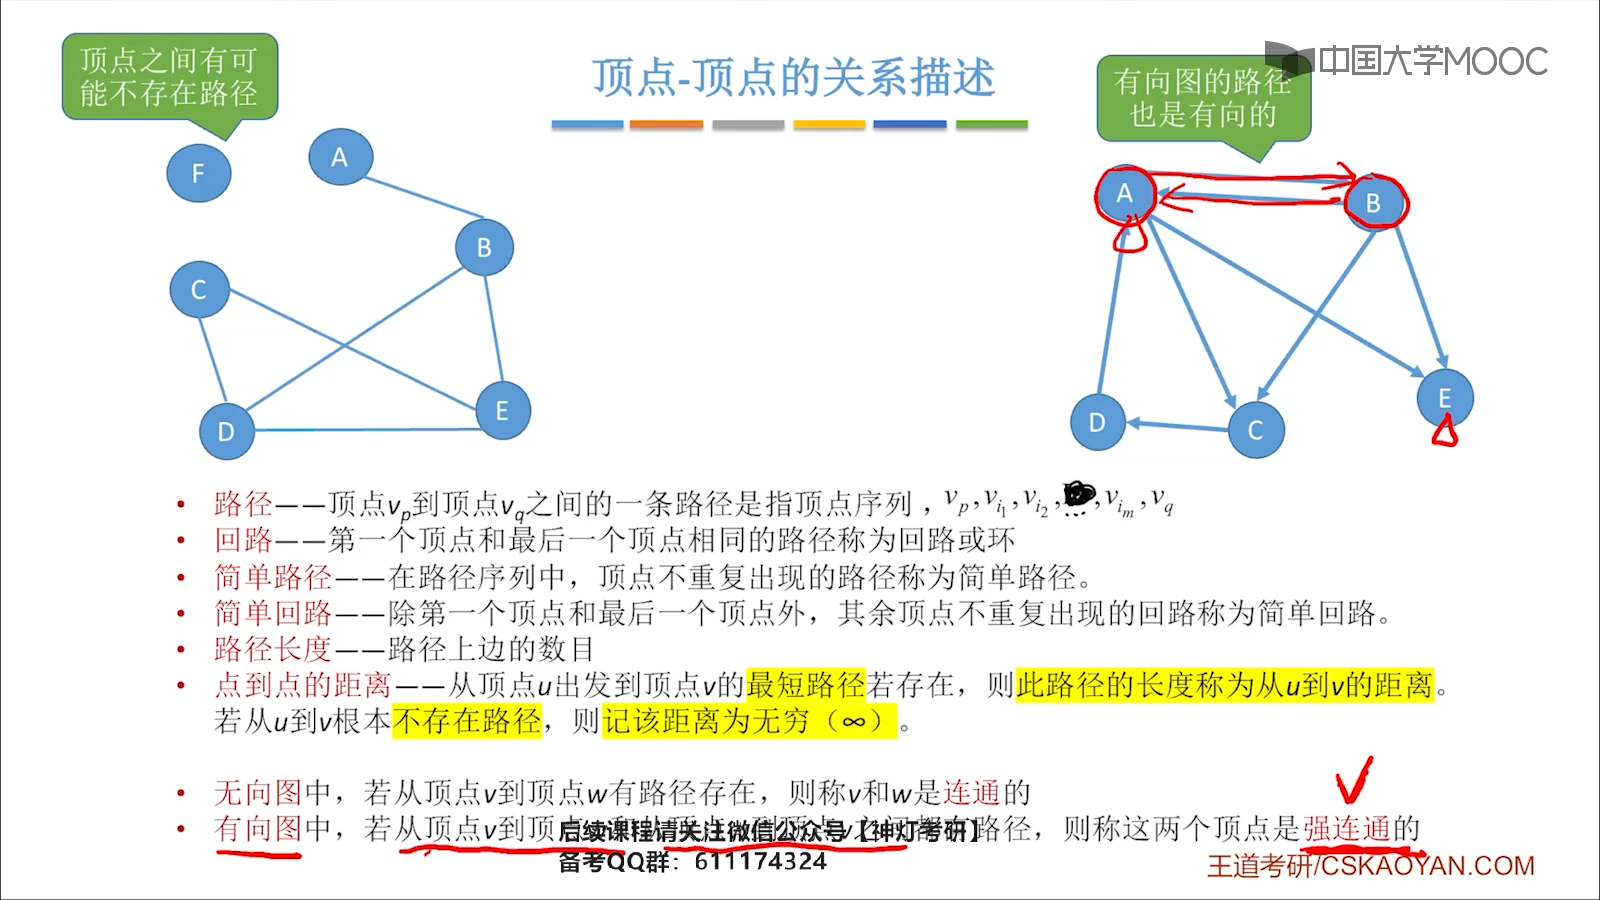 顶点之间有可
能不存在路径
顶点-顶点的关系描述
中国大学MOOC
有向图的路径
也是有向的
F
A
B
C
D
E
A
B
C
D
E
• 路径——顶点vp到顶点vq之间的一条路径是指顶点序列，vp,vi1,vi2,…,vim,vq
• 回路——第一个顶点和最后一个顶点相同的路径称为回路或环
• 简单路径——在路径序列中，顶点不重复出现的路径称为简单路径。
• 简单回路——除第一个顶点和最后一个顶点外，其余顶点不重复出现的回路称为简单回路。
• 路径长度——路径上边的数目
• 点到点的距离——从顶点u出发到顶点v的最短路径若存在，则此路径的长度称为从u到v的距离。
若从u到v根本不存在路径，则记该距离为无穷（∞）。
• 无向图中，若从顶点v到顶点w有路径存在，则称v和w是连通的
• 有向图中，若从顶点v到顶点 路径，则称这两个顶点是强连通的
后续课程请关注微信公众号【神灯考研】
备考QQ群：611174324
王道考研/CSKAOYAN.COM